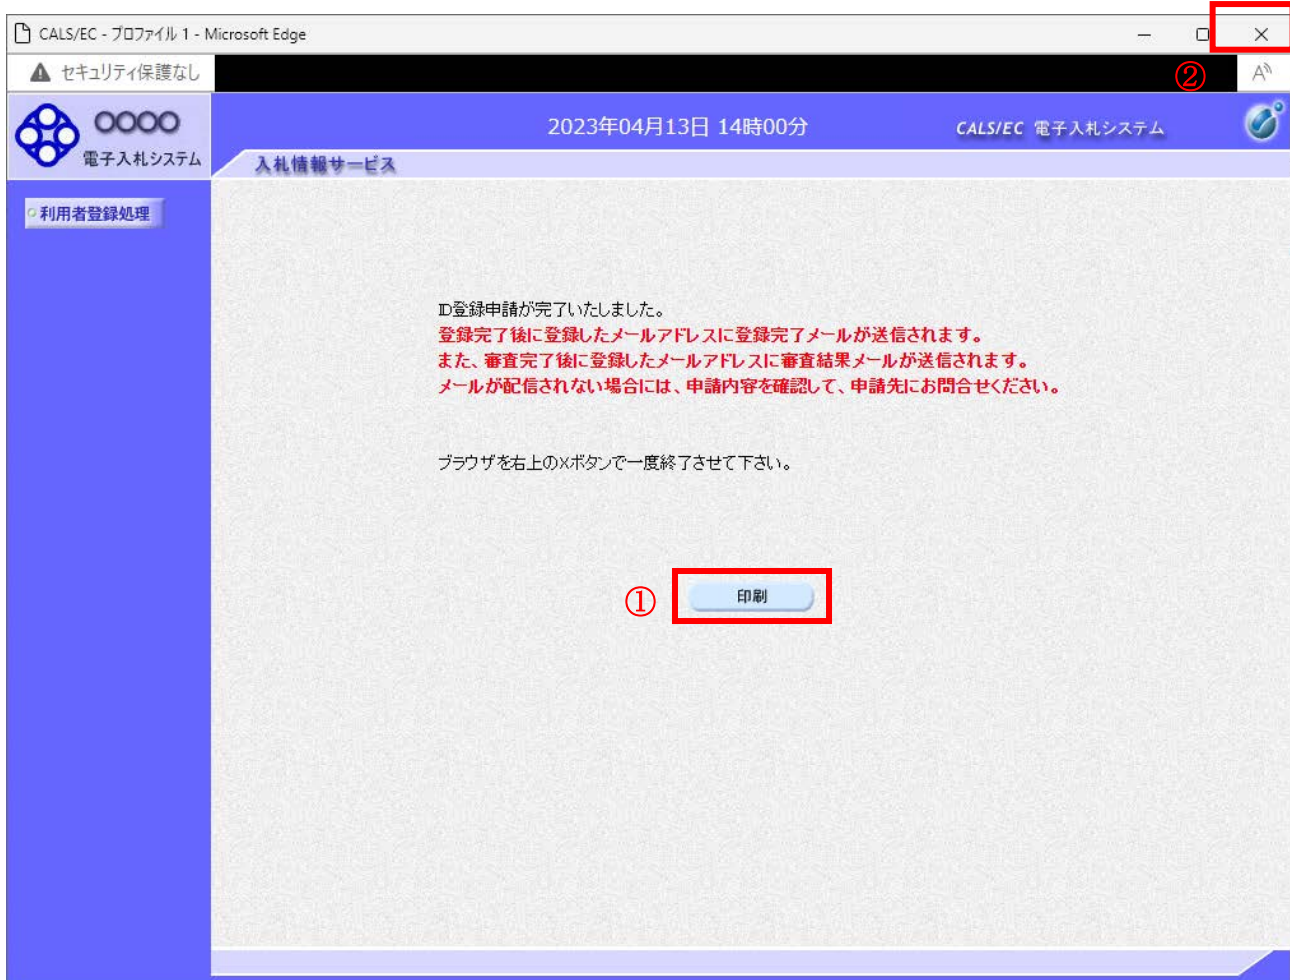 CALS/EC - プロファイル 1 - Microsoft Edge
セキュリティ保護なし
②
A
〇〇〇〇
電子入札システム
2023年04月13日 14時00分
CALS/EC 電子入札システム
入札情報サービス
利用者登録処理
ID登録申請が完了いたしました。
登録完了後に登録したメールアドレスに登録完了メールが送信されます。
また、審査完了後に登録したメールアドレスに審査結果メールが送信されます。
メールが配信されない場合には、申請内容を確認して、申請先にお問合せください。
ブラウザを右上のXボタンで一度終了させて下さい。
①
印刷